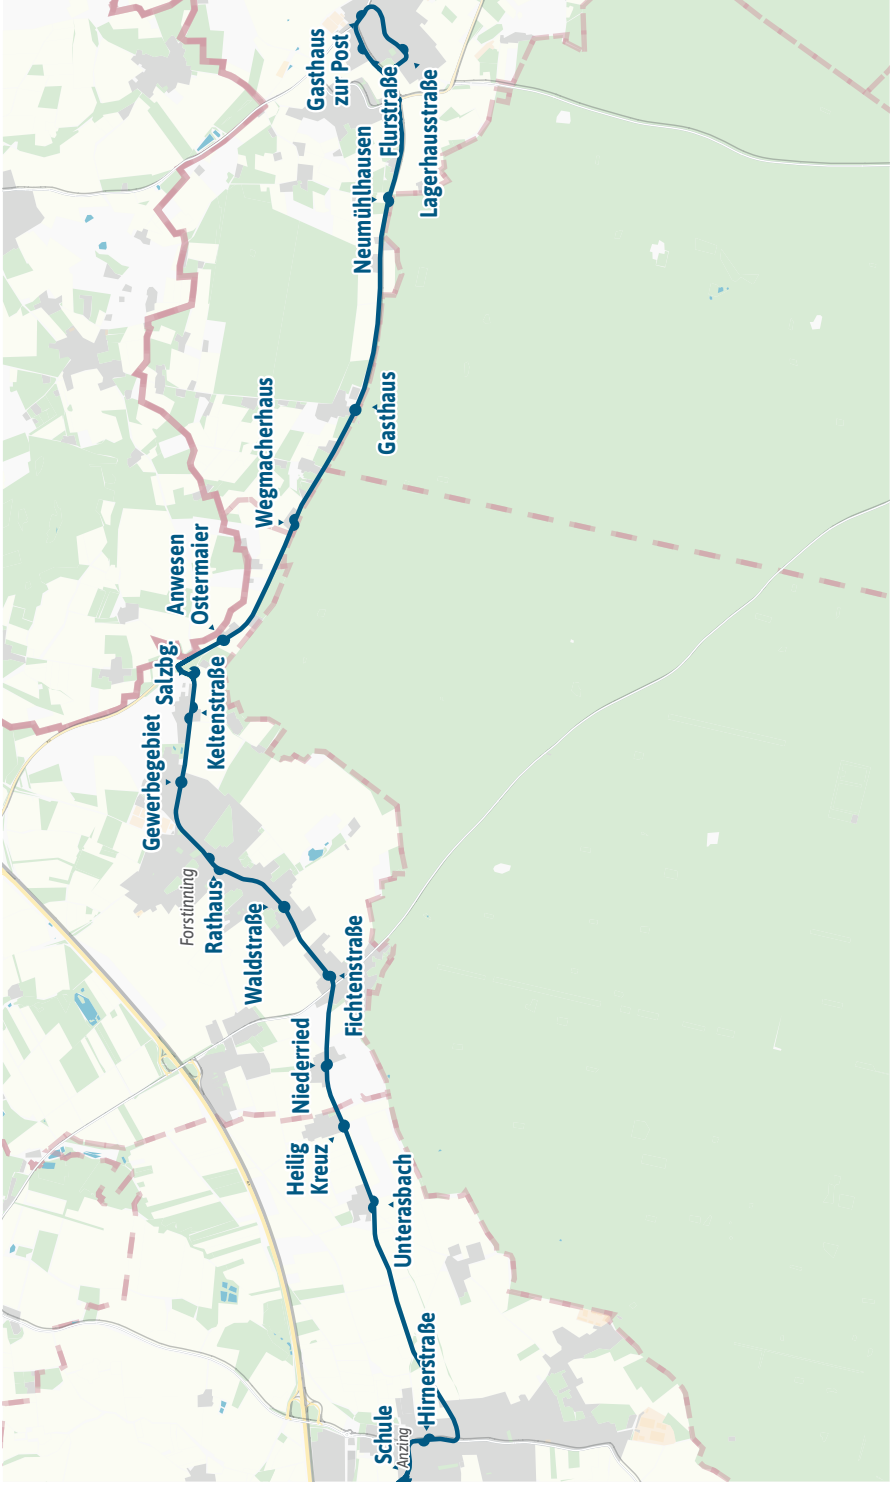 Gasthaus
zur Post
Flurstraße
Lagerhausstraße
Neumühlhausen
Gasthaus
Wegmacherhaus
Anwesen
Ostermaier
Salzbg.
Keltenstraße
Gewerbegebiet
Forstinning
Rathaus
Waldstraße
Fichtenstraße
Niederried
Heilig
Kreuz
Unterasbach
Hirnerstraße
Schule
Anzing